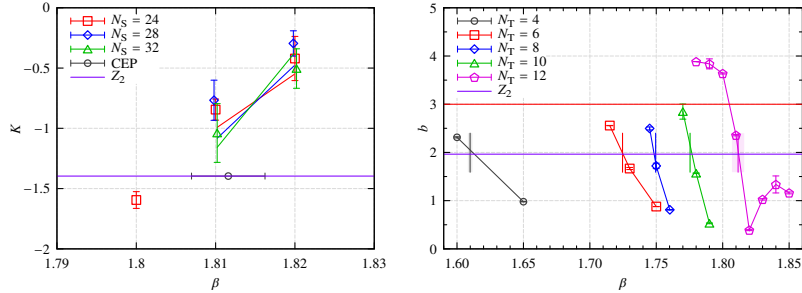 N_S = 24
N_S = 28
N_S = 32
CEP
Z_2
K
0
−0.5
−1
−1.5
−2
1.79
1.8
1.81
1.82
1.83
β
N_T = 4
N_T = 6
N_T = 8
N_T = 10
N_T = 12
Z_2
b
5
4
3
2
1
0
1.60
1.65
1.70
1.75
1.80
1.85
β